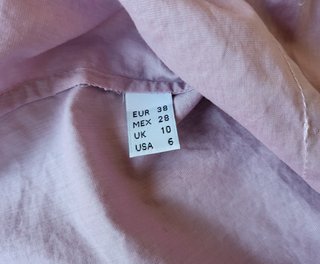 EUR 38
MEX 28
UK 10
USA 6